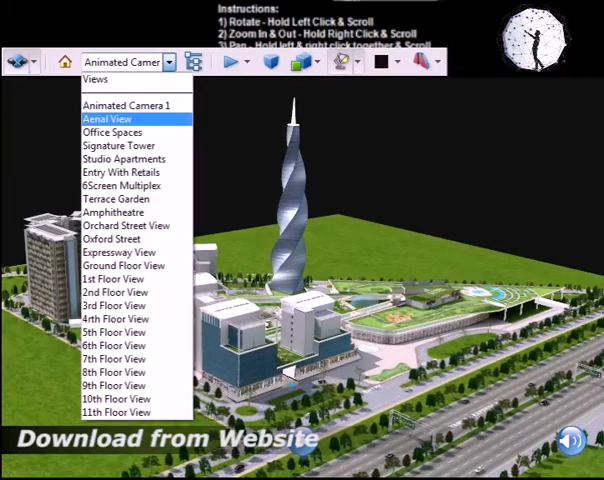 Instructions:
1) Rotate - Hold Left Click & Scroll
2) Zoom In & Out - Hold Right Click & Scroll
3) Pan - Hold left & right click together & Scroll
Animated Camer
Views
Animated Camera 1
Aerial View
Office Spaces
Signature Tower
Studio Apartments
Entry With Retails
6Screen Multiplex
Terrace Garden
Amphitheatre
Orchard Street View
Oxford Street
Expressway View
Ground Floor View
1st Floor View
2nd Floor View
3rd Floor View
4rth Floor View
5th Floor View
6th Floor View
7th Floor View
8th Floor View
9th Floor View
10th Floor View
11th Floor View
Download from Website